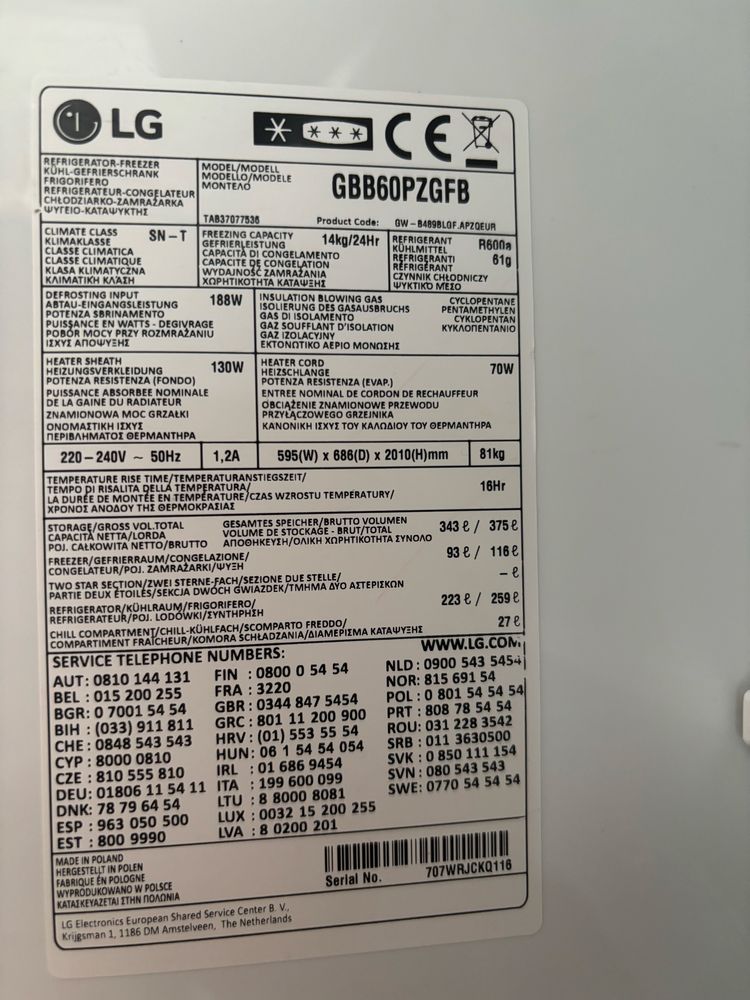 LG
CE
REFRIGERATOR-FREEZER
KÜHL-GEFRIERSCHRANK
FRIGORIFERO
REFRIGERATEUR-CONGELATEUR
CHŁODZIARKO-ZAMRAŻARKA
ΨΥΓΕΙΟ-ΚΑΤΑΨΥΚΤΗΣ
MODEL/MODELL
MODELLO/MODELE
ΜΟΝΤΕΛΟ
GBB60PZGFB
TAB37077536
Product Code: GW-B489BLGF.APZQEUR
CLIMATE CLASS SN-T
KLIMAKLASSE
CLASSE CLIMATICA
CLASSE CLIMATIQUE
KLASA KLIMATYCZNA
ΚΛΙΜΑΤΙΚΗ ΚΛΑΣΗ
FREEZING CAPACITY 14kg/24Hr
GEFRIERLEISTUNG
CAPACITÀ DI CONGELAMENTO
CAPACITE DE CONGELATION
WYDAJNOŚĆ ZAMRAŻANIA
ΧΩΡΗΤΙΚΟΤΗΤΑ ΚΑΤΑΨΥΞΗΣ
REFRIGERANT R600a
KÜHLMITTEL 61g
REFRIGERANTI
RÉFRIGÉRANT
CZYNNIK CHŁODNICZY
ΨΥΚΤΙΚΟ ΜΕΣΟ
DEFROSTING INPUT 188W
ABTAU-EINGANGSLEISTUNG
POTENZA SBRINAMENTO
PUISSANCE EN WATTS - DEGIVRAGE
POBÓR MOCY PRZY ROZMRAŻANIU
ΙΣΧΥΣ ΑΠΟΨΥΞΗΣ
INSULATION BLOWING GAS CYCLOPENTANE
ISOLIERUNG DES GASAUSBRUCHS PENTAMETHYLEN
GAS DI ISOLAMENTO CYKLOPENTAN
GAZ SOUFFLANT D'ISOLATION ΚΥΚΛΟΠΕΝΤΑΝΙΟ
GAZ IZOLACYJNY
ΕΚΤΟΝΩΤΙΚΟ ΑΕΡΙΟ ΜΟΝΩΣΗΣ
HEATER SHEATH 130W
HEIZUNGSVERKLEIDUNG
POTENZA RESISTENZA (FONDO)
PUISSANCE ABSORBEE NOMINALE
DE LA GAINE DU RADIATEUR
ZNAMIONOWA MOC GRZAŁKI
ΟΝΟΜΑΣΤΙΚΗ ΙΣΧΥΣ
ΠΕΡΙΒΛΗΜΑΤΟΣ ΘΕΡΜΑΝΤΗΡΑ
HEATER CORD 70W
HEIZSCHLANGE
POTENZA RESISTENZA (EVAP.)
ENTREE NOMINAL DE CORDON DE RECHAUFFEUR
OBCIĄŻENIE ZNAMIONOWE PRZEWODU
PRZYŁĄCZOWEGO GRZEJNIKA
ΚΑΝΟΝΙΚΗ ΙΣΧΥΣ ΤΟΥ ΚΑΛΩΔΙΟΥ ΤΟΥ ΘΕΡΜΑΝΤΗΡΑ
220-240V ~ 50Hz 1,2A 595(W) x 686(D) x 2010(H)mm 81kg
TEMPERATURE RISE TIME/TEMPERATURANSTIEGSZEIT/
TEMPO DI RISALITA DELLA TEMPERATURA/ 16Hr
LA DURÉE DE MONTÉE EN TEMPÉRATURE/CZAS WZROSTU TEMPERATURY/
ΧΡΟΝΟΣ ΑΝΟΔΟΥ ΤΗΣ ΘΕΡΜΟΚΡΑΣΙΑΣ
STORAGE/GROSS VOL.TOTAL GESAMTES SPEICHER/BRUTTO VOLUMEN 343 ℓ / 375 ℓ
CAPACITÀ NETTA/LORDA VOLUME DE STOCKAGE - BRUT/TOTAL
POJ. CAŁKOWITA NETTO/BRUTTO ΑΠΟΘΗΚΕΥΣΗ/ΟΛΙΚΗ ΧΩΡΗΤΙΚΟΤΗΤΑ ΣΥΝΟΛΟ
FREEZER/GEFRIERRAUM/CONGELAZIONE/ 93 ℓ / 116 ℓ
CONGELATEUR/POJ. ZAMRAŻARKI/ΨΥΞΗ
TWO STAR SECTION/ZWEI STERNE-FACH/SEZIONE DUE STELLE/ - ℓ
PARTIE DEUX ÉTOILES/SEKCJA DWÓCH GWIAZDEK/ΤΜΗΜΑ ΔΥΟ ΑΣΤΕΡΙΣΚΩΝ
REFRIGERATOR/KÜHLRAUM/FRIGORIFERO/ 223 ℓ / 259 ℓ
REFRIGERATEUR/POJ. LODÓWKI/ΣΥΝΤΗΡΗΣΗ
CHILL COMPARTMENT/CHILL-KÜHLFACH/SCOMPARTO FREDDO/ 27 ℓ
COMPARTIMENT FRAÎCHEUR/KOMORA SCHŁADZANIA/ΔΙΑΜΕΡΙΣΜΑ ΚΑΤΑΨΥΞΗΣ
SERVICE TELEPHONE NUMBERS: WWW.LG.COM
AUT: 0810 144 131
BEL : 015 200 255
BGR: 0 7001 54 54
BIH : (033) 911 811
CHE : 0848 543 543
CYP : 8000 0810
CZE : 810 555 810
DEU: 01806 11 54 11
DNK: 78 79 64 54
ESP : 963 050 500
EST : 800 9990
FIN : 0800 0 54 54
FRA : 3220
GBR : 0344 847 5454
GRC : 801 11 200 900
HRV : (01) 553 55 54
HUN : 06 1 54 54 054
IRL : 01 686 9454
ITA : 199 600 099
LTU : 8 8000 8081
LUX : 0032 15 200 255
LVA : 8 0200 201
NLD : 0900 543 5454
NOR: 815 691 54
POL : 0 801 54 54 54
PRT : 808 78 54 54
ROU: 031 228 3542
SRB : 011 3630500
SVK : 0 850 111 154
SVN : 080 543 543
SWE: 0770 54 54 54
MADE IN POLAND
HERGESTELLT IN POLEN
FABRIQUÉ EN POLOGNE
WYPRODUKOWANO W POLSCE
ΚΑΤΑΣΚΕΥΑΖΕΤΑΙ ΣΤΗΝ ΠΟΛΩΝΙΑ
Serial No. 707WRJCKQ116
LG Electronics European Shared Service Center B. V.,
Krijgsman 1, 1186 DM Amstelveen, The Netherlands